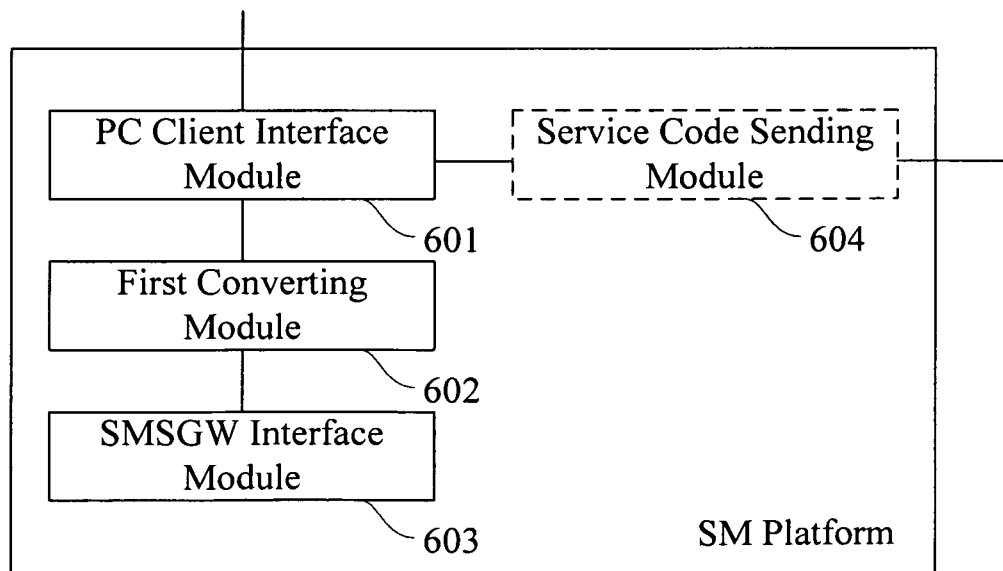 PC Client Interface
Module
601
Service Code Sending
Module
604
First Converting
Module
602
SMSGW Interface
Module
603
SM Platform